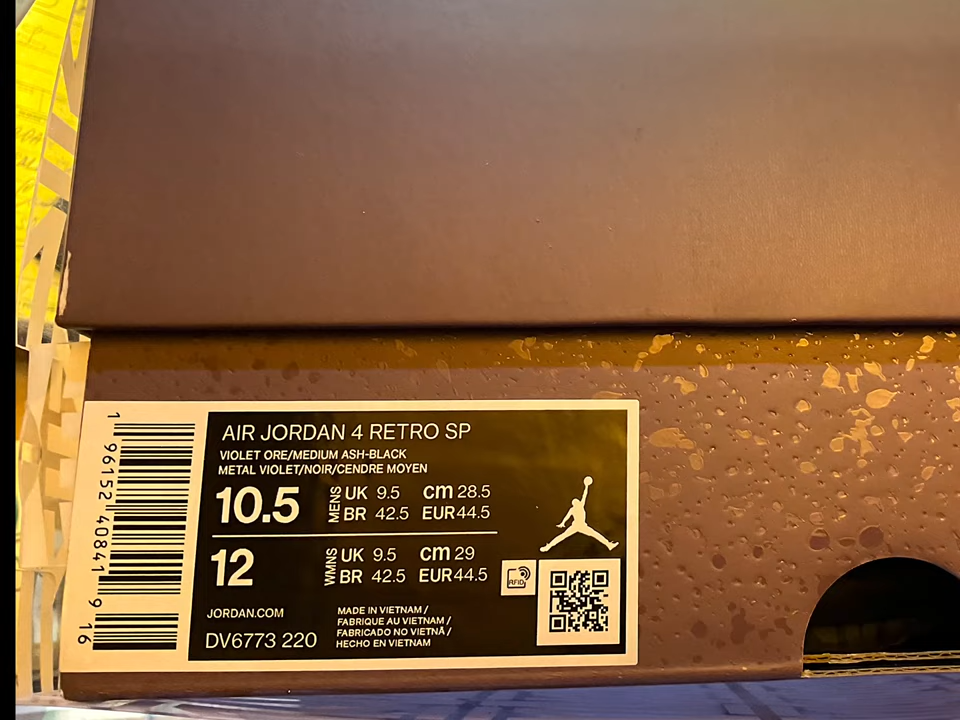 AIR JORDAN 4 RETRO SP
VIOLET ORE/MEDIUM ASH-BLACK
METAL VIOLET/NOIR/CENDRE MOYEN
10.5 MENS UK 9.5 cm 28.5
BR 42.5 EUR 44.5
12 WMNS UK 9.5 cm 29
BR 42.5 EUR 44.5
RFID
JORDAN.COM
DV6773 220
MADE IN VIETNAM /
FABRIQUE AU VIETNAM /
FABRICADO NO VIETNÃ /
HECHO EN VIETNAM
1 96152 40841 9 16